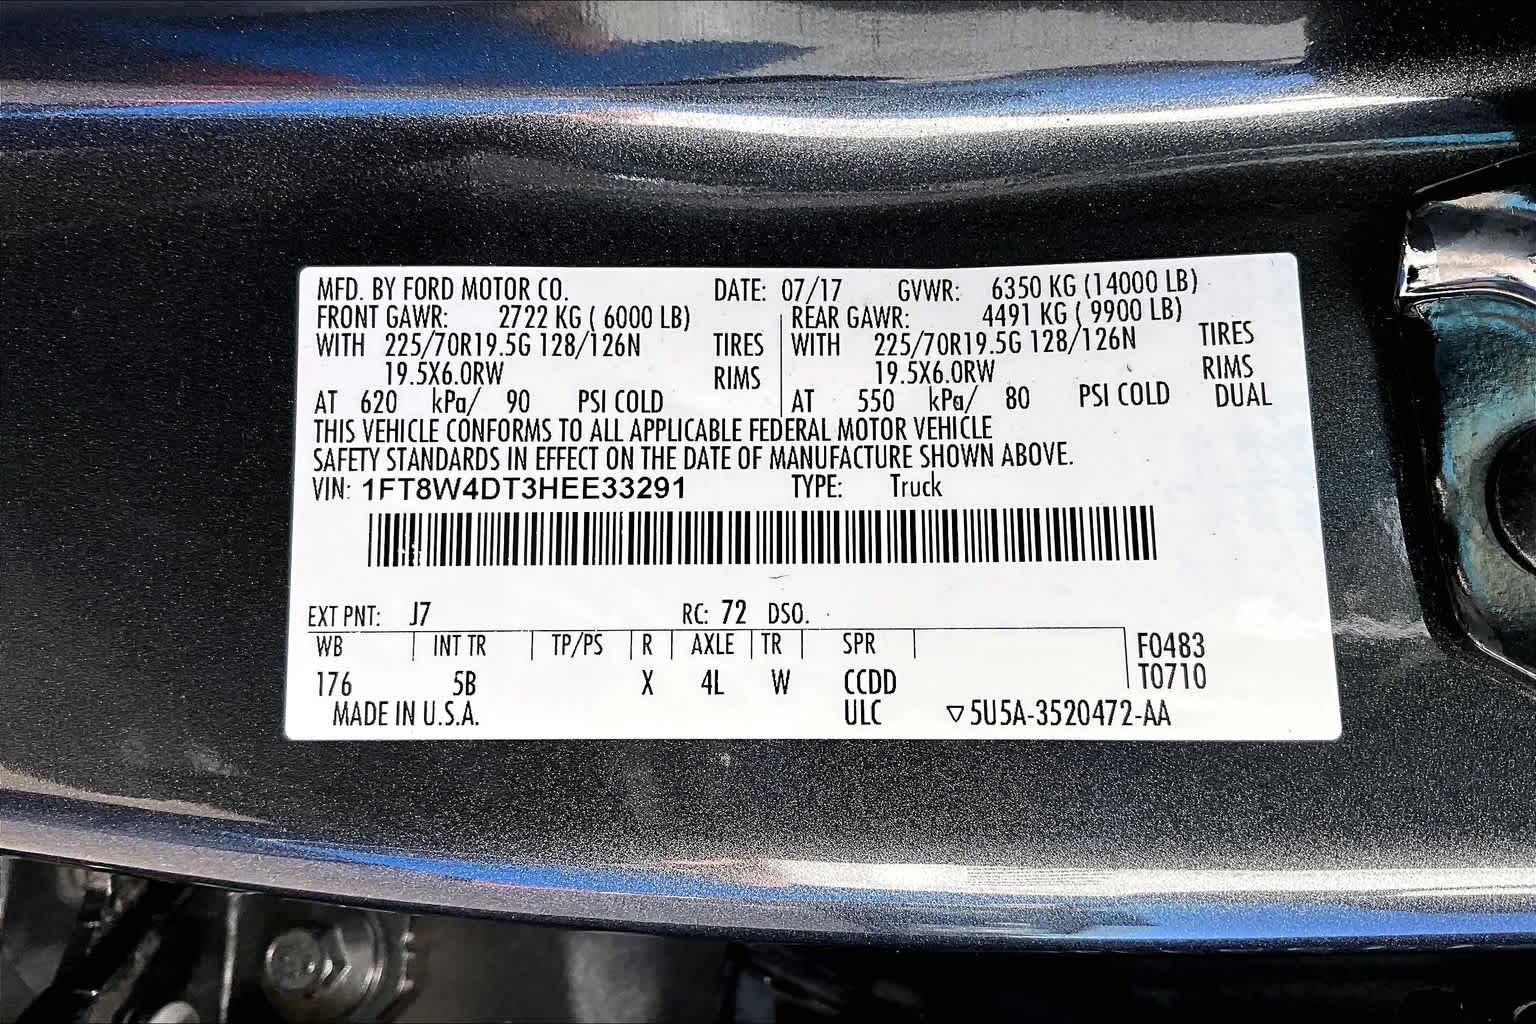 MFD. BY FORD MOTOR CO. DATE: 07/17 GVWR: 6350 KG (14000 LB)
FRONT GAWR: 2722 KG ( 6000 LB) REAR GAWR: 4491 KG ( 9900 LB)
WITH 225/70R19.5G 128/126N TIRES WITH 225/70R19.5G 128/126N TIRES
19.5X6.0RW RIMS 19.5X6.0RW RIMS
AT 620 kPa/ 90 PSI COLD AT 550 kPa/ 80 PSI COLD DUAL
THIS VEHICLE CONFORMS TO ALL APPLICABLE FEDERAL MOTOR VEHICLE
SAFETY STANDARDS IN EFFECT ON THE DATE OF MANUFACTURE SHOWN ABOVE.
VIN: 1FT8W4DT3HEE33291 TYPE: Truck
EXT PNT: J7 RC: 72 DSO.
WB INT TR TP/PS R AXLE TR SPR F0483
176 5B X 4L W CCDD T0710
MADE IN U.S.A. ULC ▽5U5A-3520472-AA